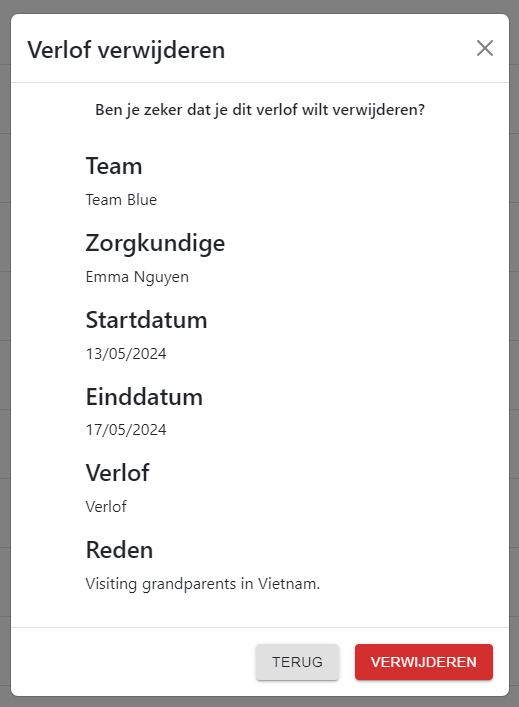 Verlof verwijderen
Ben je zeker dat je dit verlof wilt verwijderen?
Team
Team Blue
Zorgkundige
Emma Nguyen
Startdatum
13/05/2024
Einddatum
17/05/2024
Verlof
Verlof
Reden
Visiting grandparents in Vietnam.
TERUG VERWIJDEREN